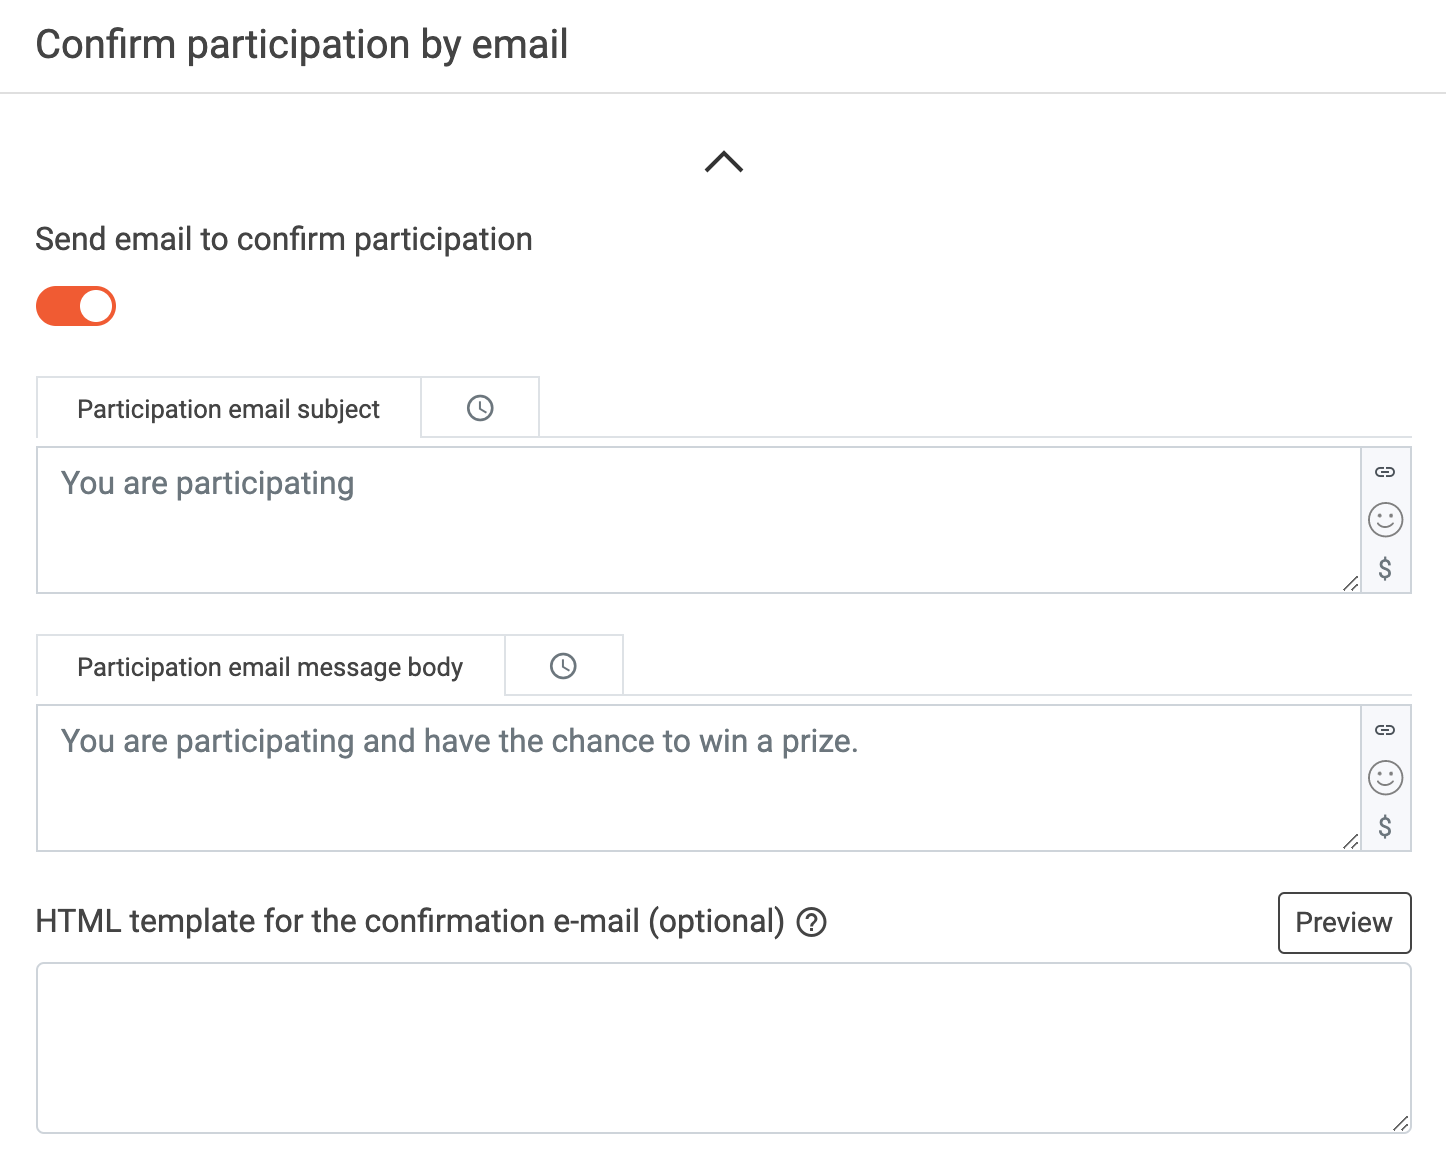 Confirm participation by email
Send email to confirm participation
Participation email subject
You are participating
$
Participation email message body
You are participating and have the chance to win a prize.
$
HTML template for the confirmation e-mail (optional) ?
Preview